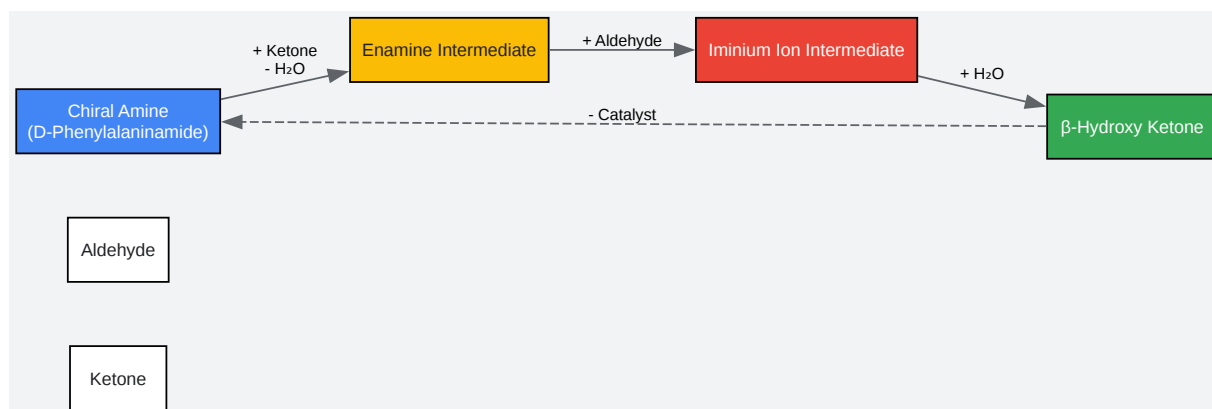 + Ketone
- H₂O
Enamine Intermediate
+ Aldehyde
Iminium Ion Intermediate
+ H₂O
Chiral Amine
(D-Phenylalaninamide)
- Catalyst
β-Hydroxy Ketone
Aldehyde
Ketone